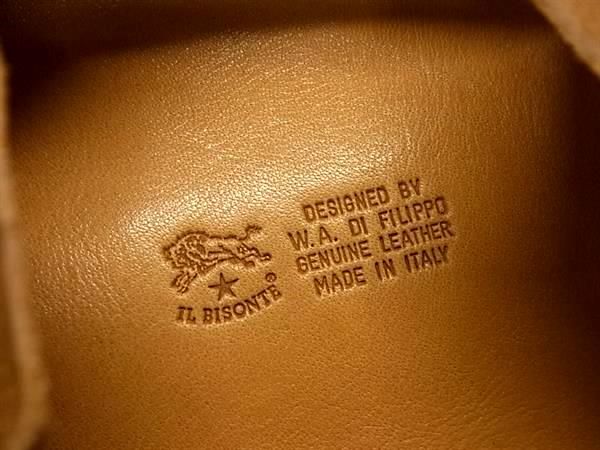 IL BISONTE®
DESIGNED BY
W. A. DI FILIPPO
GENUINE LEATHER
MADE IN ITALY